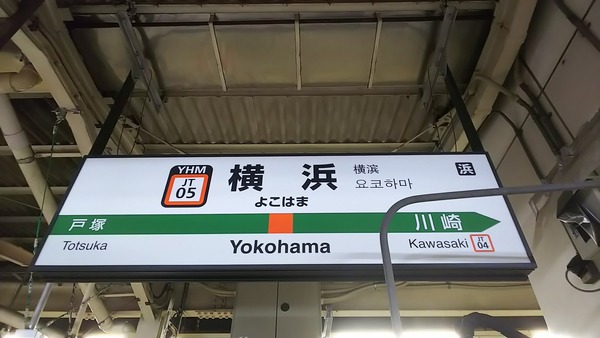 YHM
JT
05
横浜
横滨
요코하마
浜
よこはま
戸塚
川崎
Totsuka
Yokohama
Kawasaki
JT
04